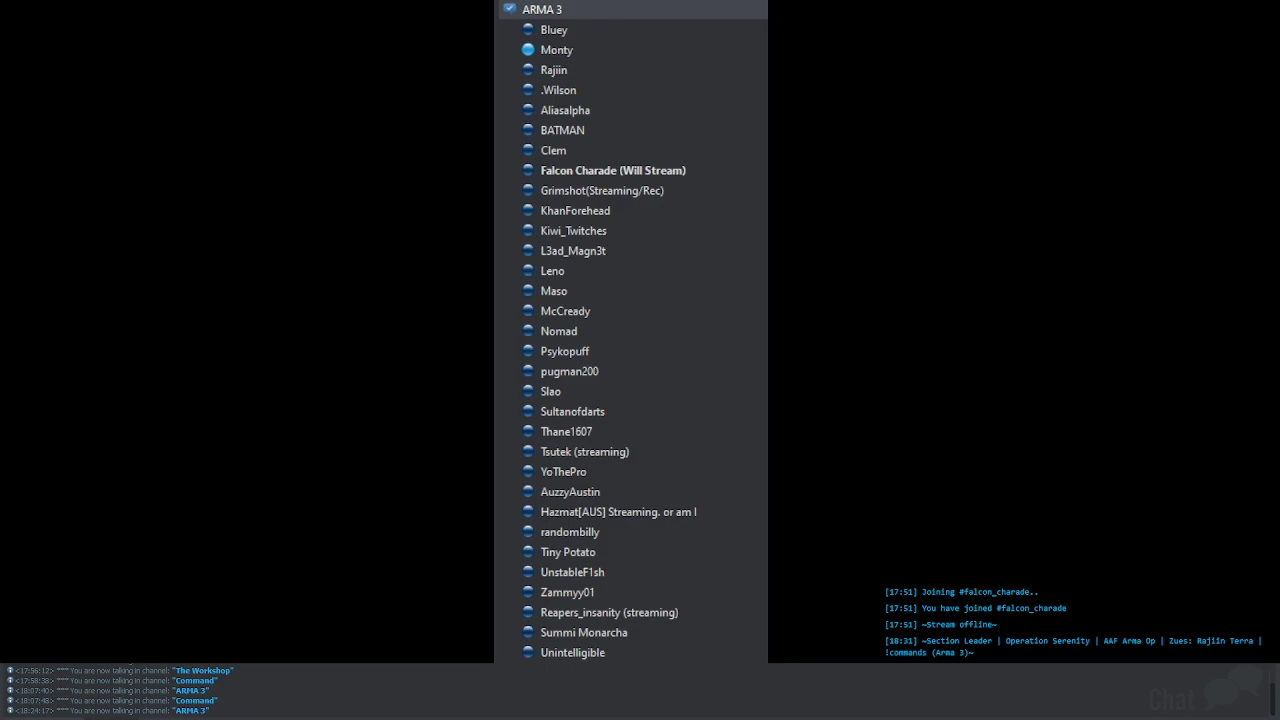 ARMA 3
Bluey
Monty
Rajiin
.Wilson
Aliasalpha
BATMAN
Clem
Falcon Charade (Will Stream)
Grimshot(Streaming/Rec)
KhanForehead
Kiwi_Twitches
L3ad_Magn3t
Leno
Maso
McCready
Nomad
Psykopuff
pugman200
Slao
Sultanofdarts
Thane1607
Tsutek (streaming)
YoThePro
AuzzyAustin
Hazmat[AUS] Streaming. or am I
randombilly
Tiny Potato
UnstableF1sh
Zammyy01
Reapers_insanity (streaming)
Summi Monarcha
Unintelligible
[17:51] Joining #falcon_charade..
[17:51] You have joined #falcon_charade
[17:51] ~Stream offline~
[18:31] ~Section Leader | Operation Serenity | AAF Arma Op | Zues: Rajiin Terra |
!commands (Arma 3)~
<17:56:12> *** You are now talking in channel: "The Workshop"
<17:58:38> *** You are now talking in channel: "Command"
<18:07:40> *** You are now talking in channel: "ARMA 3"
<18:07:48> *** You are now talking in channel: "Command"
<18:24:17> *** You are now talking in channel: "ARMA 3"
Chat